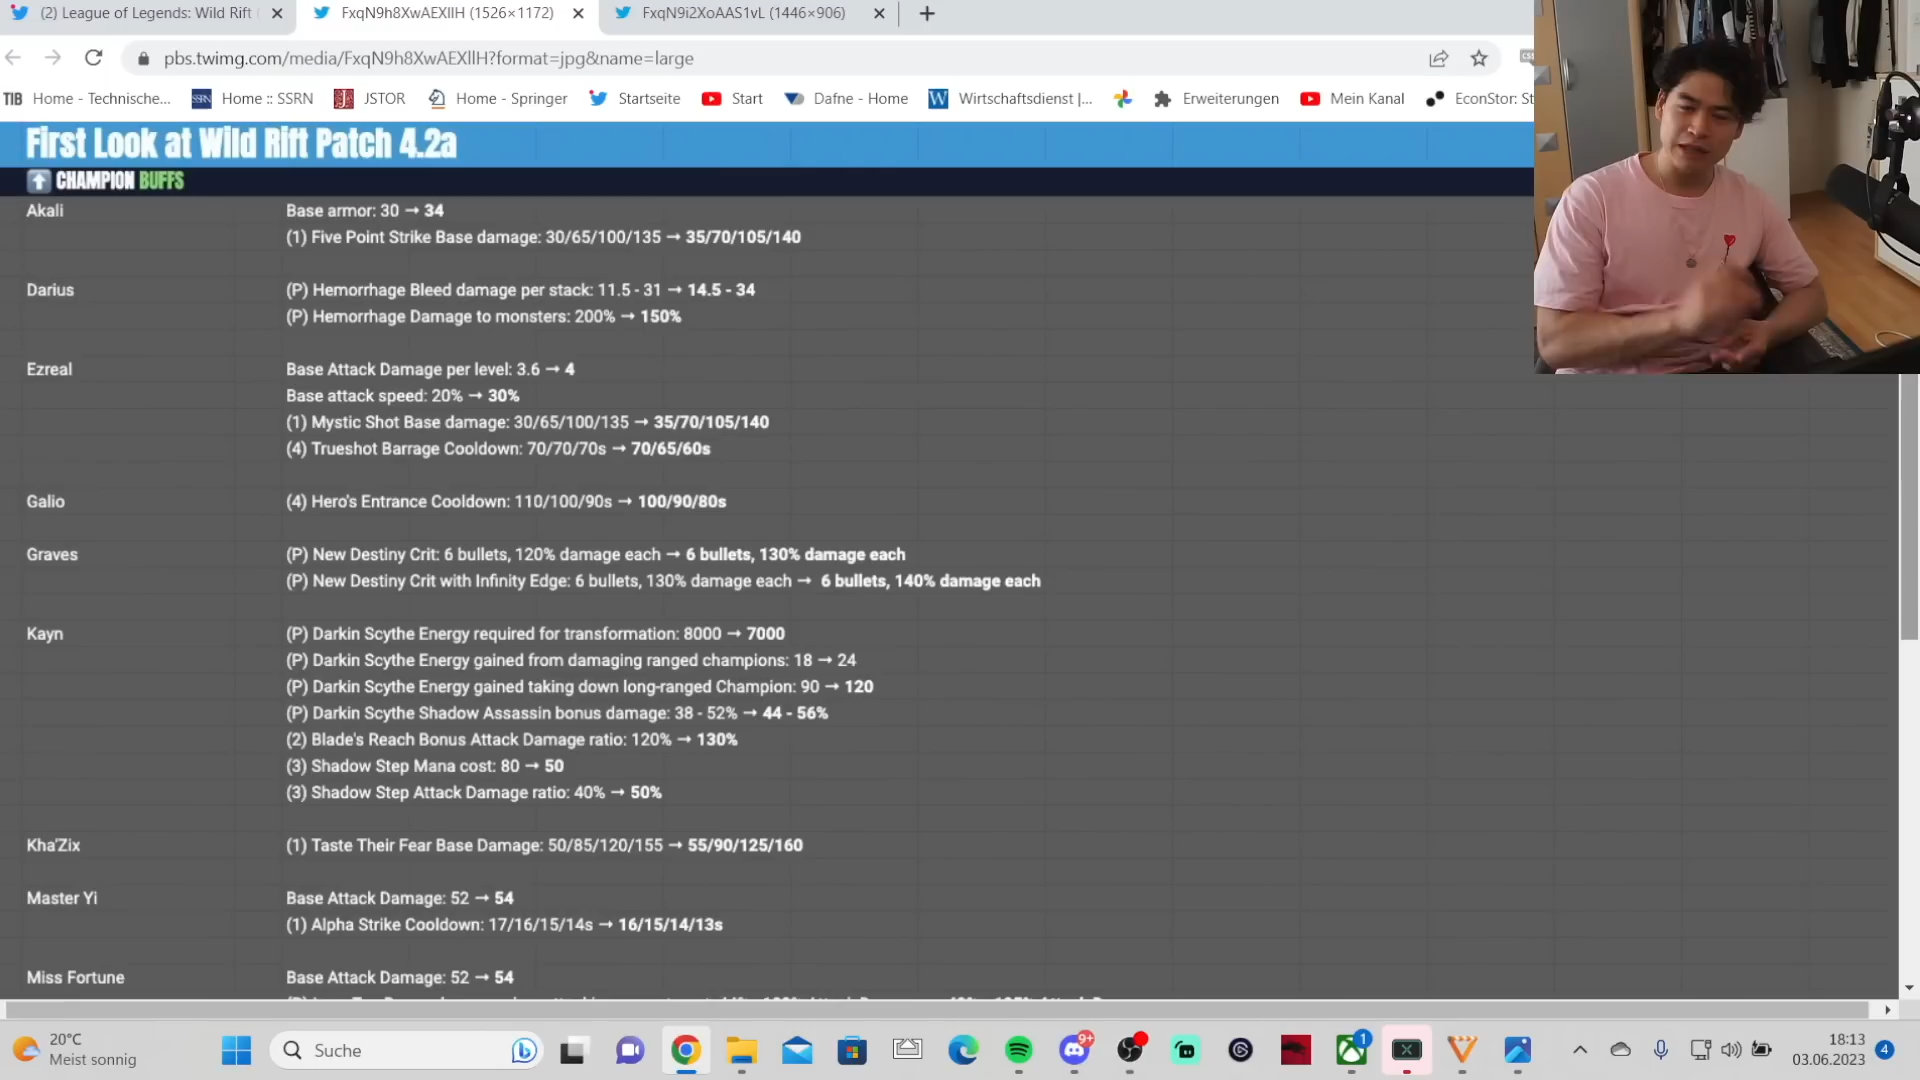 (2) League of Legends: Wild Rift
FxqN9h8XwAEXllH (1526×1172)
FxqN9i2XoAAS1vL (1446×906)
pbs.twimg.com/media/FxqN9h8XwAEXllH?format=jpg&name=large
TIB Home - Technische...
SSRN Home :: SSRN
JSTOR
Home - Springer
Startseite
Start
Dafne - Home
W Wirtschaftsdienst |...
Erweiterungen
Mein Kanal
EconStor: St
First Look at Wild Rift Patch 4.2a
CHAMPION BUFFS
Akali
Base armor: 30 → 34
(1) Five Point Strike Base damage: 30/65/100/135 → 35/70/105/140
Darius
(P) Hemorrhage Bleed damage per stack: 11.5 - 31 → 14.5 - 34
(P) Hemorrhage Damage to monsters: 200% → 150%
Ezreal
Base Attack Damage per level: 3.6 → 4
Base attack speed: 20% → 30%
(1) Mystic Shot Base damage: 30/65/100/135 → 35/70/105/140
(4) Trueshot Barrage Cooldown: 70/70/70s → 70/65/60s
Galio
(4) Hero's Entrance Cooldown: 110/100/90s → 100/90/80s
Graves
(P) New Destiny Crit: 6 bullets, 120% damage each → 6 bullets, 130% damage each
(P) New Destiny Crit with Infinity Edge: 6 bullets, 130% damage each → 6 bullets, 140% damage each
Kayn
(P) Darkin Scythe Energy required for transformation: 8000 → 7000
(P) Darkin Scythe Energy gained from damaging ranged champions: 18 → 24
(P) Darkin Scythe Energy gained taking down long-ranged Champion: 90 → 120
(P) Darkin Scythe Shadow Assassin bonus damage: 38 - 52% → 44 - 56%
(2) Blade's Reach Bonus Attack Damage ratio: 120% → 130%
(3) Shadow Step Mana cost: 80 → 50
(3) Shadow Step Attack Damage ratio: 40% → 50%
Kha'Zix
(1) Taste Their Fear Base Damage: 50/85/120/155 → 55/90/125/160
Master Yi
Base Attack Damage: 52 → 54
(1) Alpha Strike Cooldown: 17/16/15/14s → 16/15/14/13s
Miss Fortune
Base Attack Damage: 52 → 54
20°C
Meist sonnig
Suche
9+
1
18:13
03.06.2023
4